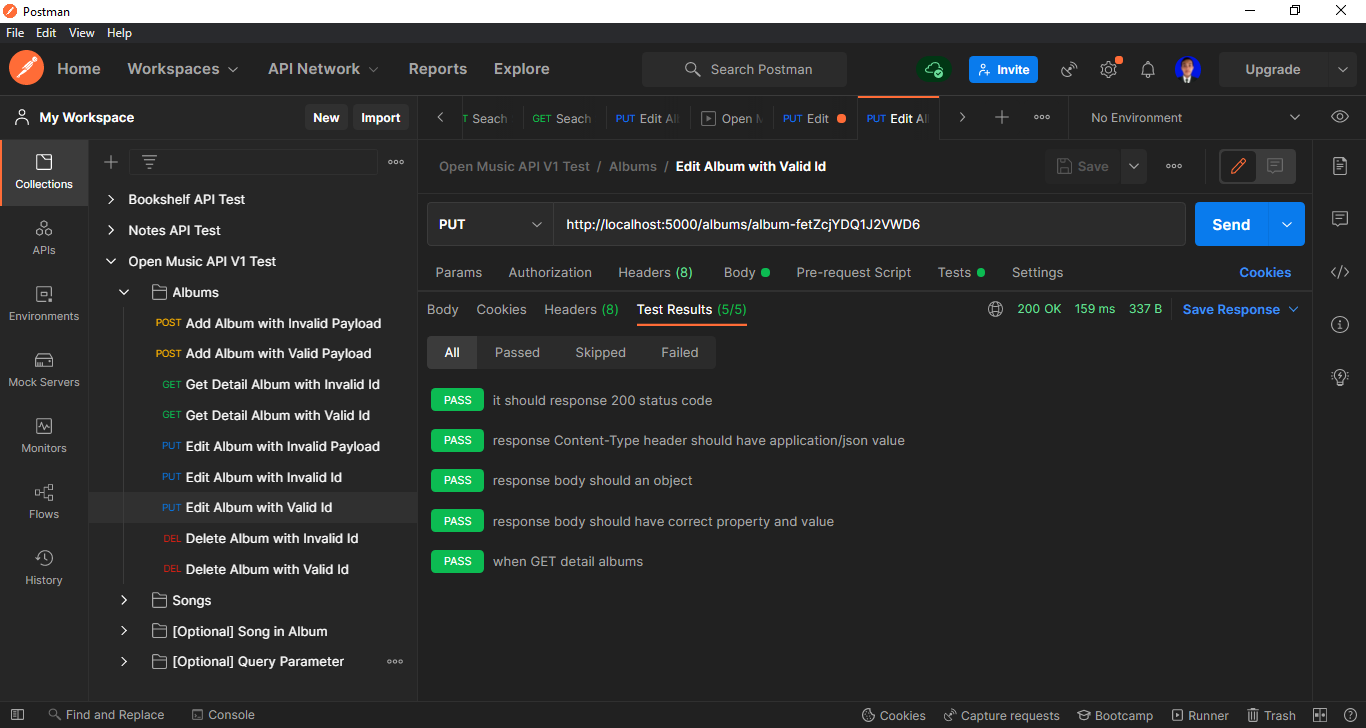 Postman
File Edit View Help
Home Workspaces API Network Reports Explore Search Postman Invite Upgrade
My Workspace New Import
Seach GET Seach PUT Edit Open PUT Edit PUT Edit No Environment
Collections
APIs
Environments
Mock Servers
Monitors
Flows
History
Bookshelf API Test
Notes API Test
Open Music API V1 Test
Albums
POST Add Album with Invalid Payload
POST Add Album with Valid Payload
GET Get Detail Album with Invalid Id
GET Get Detail Album with Valid Id
PUT Edit Album with Invalid Payload
PUT Edit Album with Invalid Id
PUT Edit Album with Valid Id
DEL Delete Album with Invalid Id
DEL Delete Album with Valid Id
Songs
[Optional] Song in Album
[Optional] Query Parameter
Open Music API V1 Test / Albums / Edit Album with Valid Id Save
PUT http://localhost:5000/albums/album-fetZcjYDQ1J2VWD6 Send
Params Authorization Headers (8) Body Pre-request Script Tests Settings Cookies
Body Cookies Headers (8) Test Results (5/5) 200 OK 159 ms 337 B Save Response
All Passed Skipped Failed
PASS it should response 200 status code
PASS response Content-Type header should have application/json value
PASS response body should an object
PASS response body should have correct property and value
PASS when GET detail albums
Find and Replace Console Cookies Capture requests Bootcamp Runner Trash